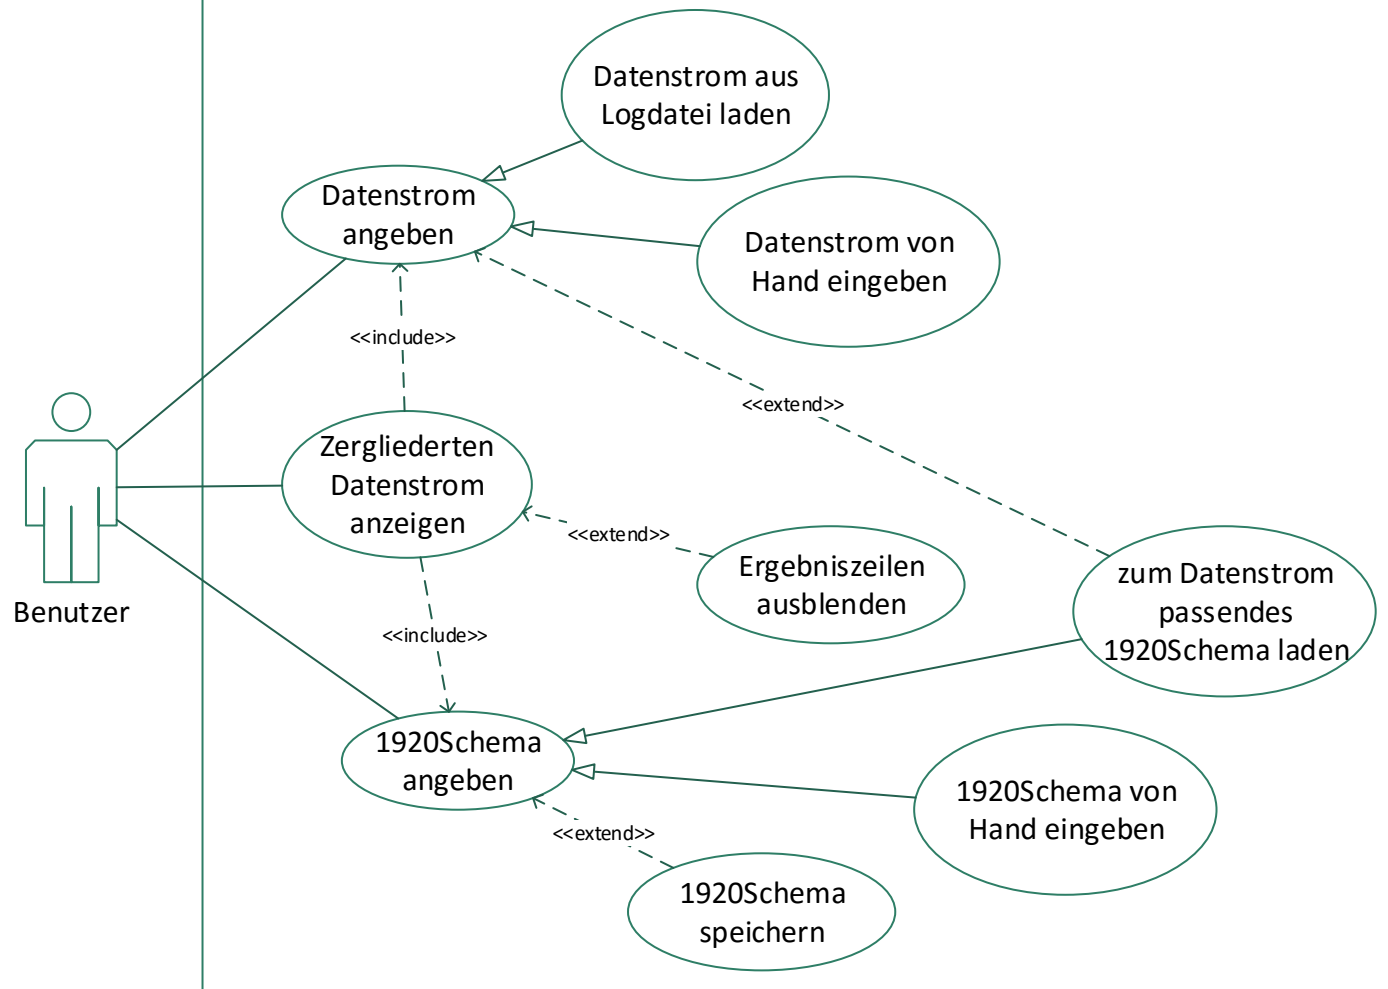 Datenstrom aus
Logdatei laden
Datenstrom
angeben
Datenstrom von
Hand eingeben
<<include>>
<<extend>>
Zergliederten
Datenstrom
anzeigen
<<extend>>
Ergebniszeilen
ausblenden
zum Datenstrom
passendes
1920Schema laden
Benutzer
<<include>>
1920Schema
angeben
1920Schema von
Hand eingeben
<<extend>>
1920Schema
speichern